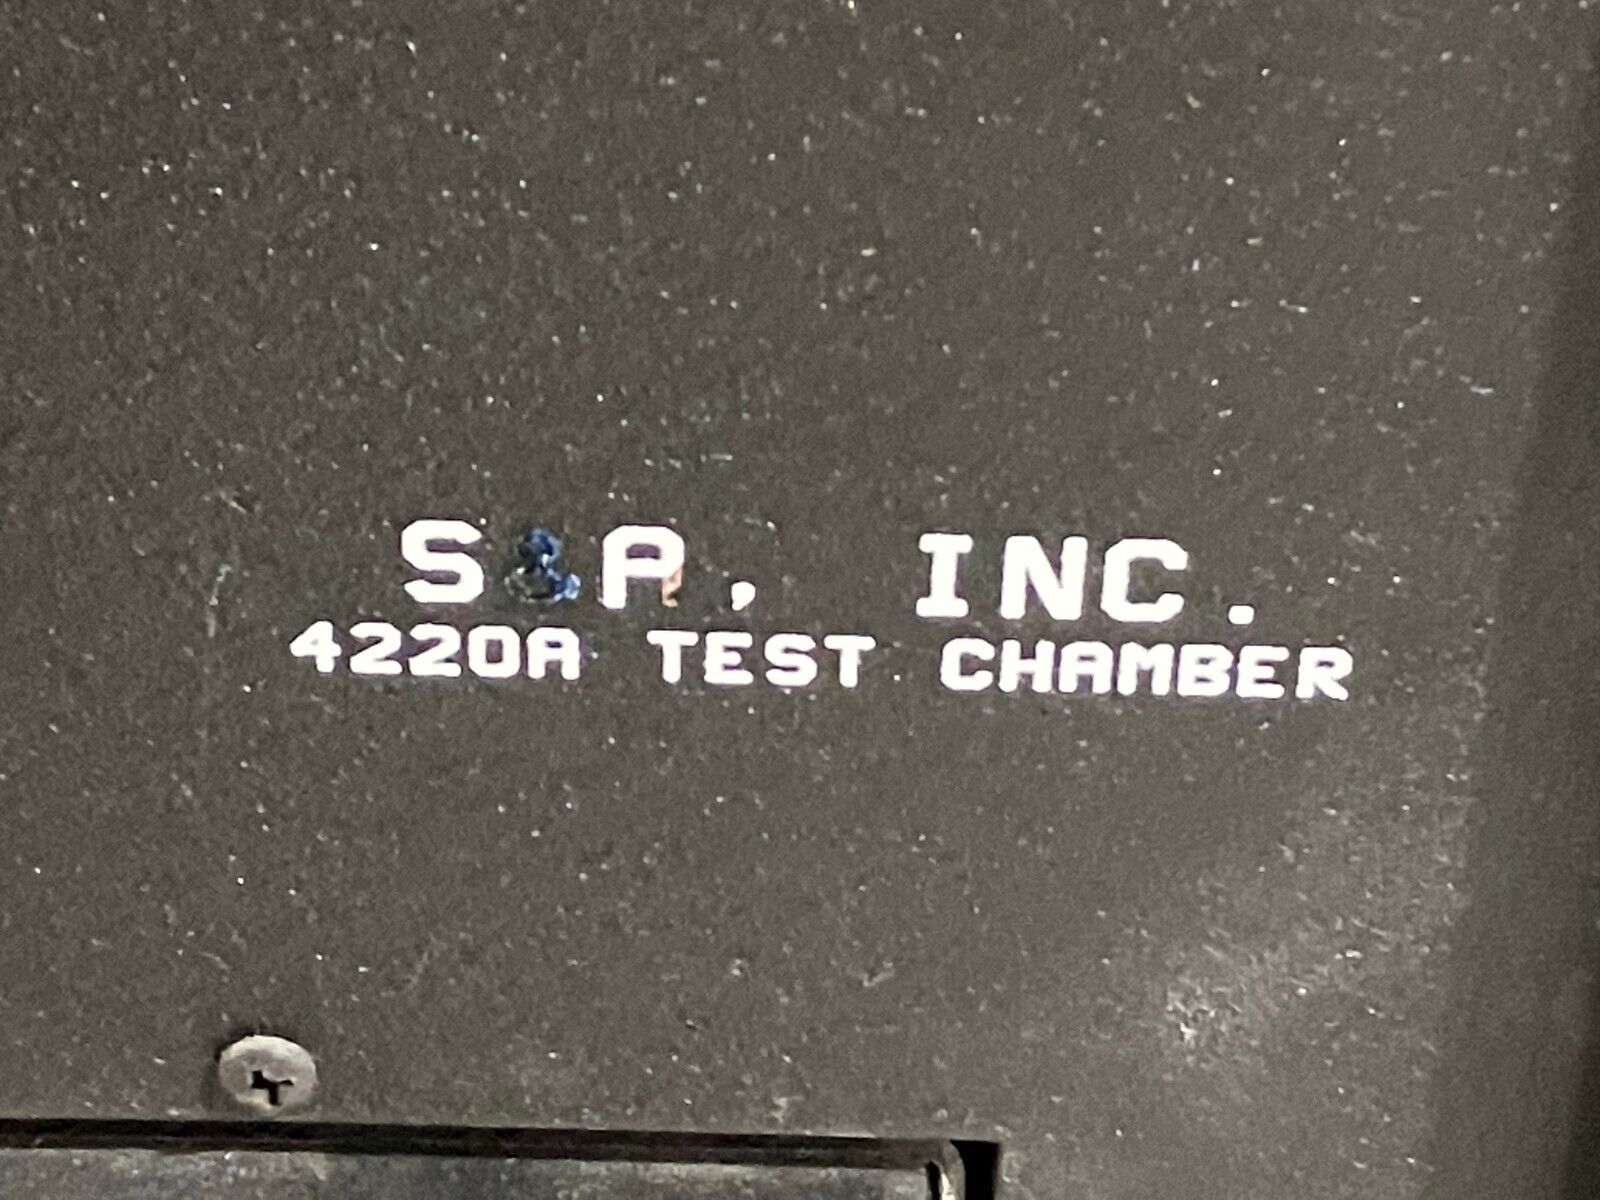 S&A, INC.
4220A TEST CHAMBER